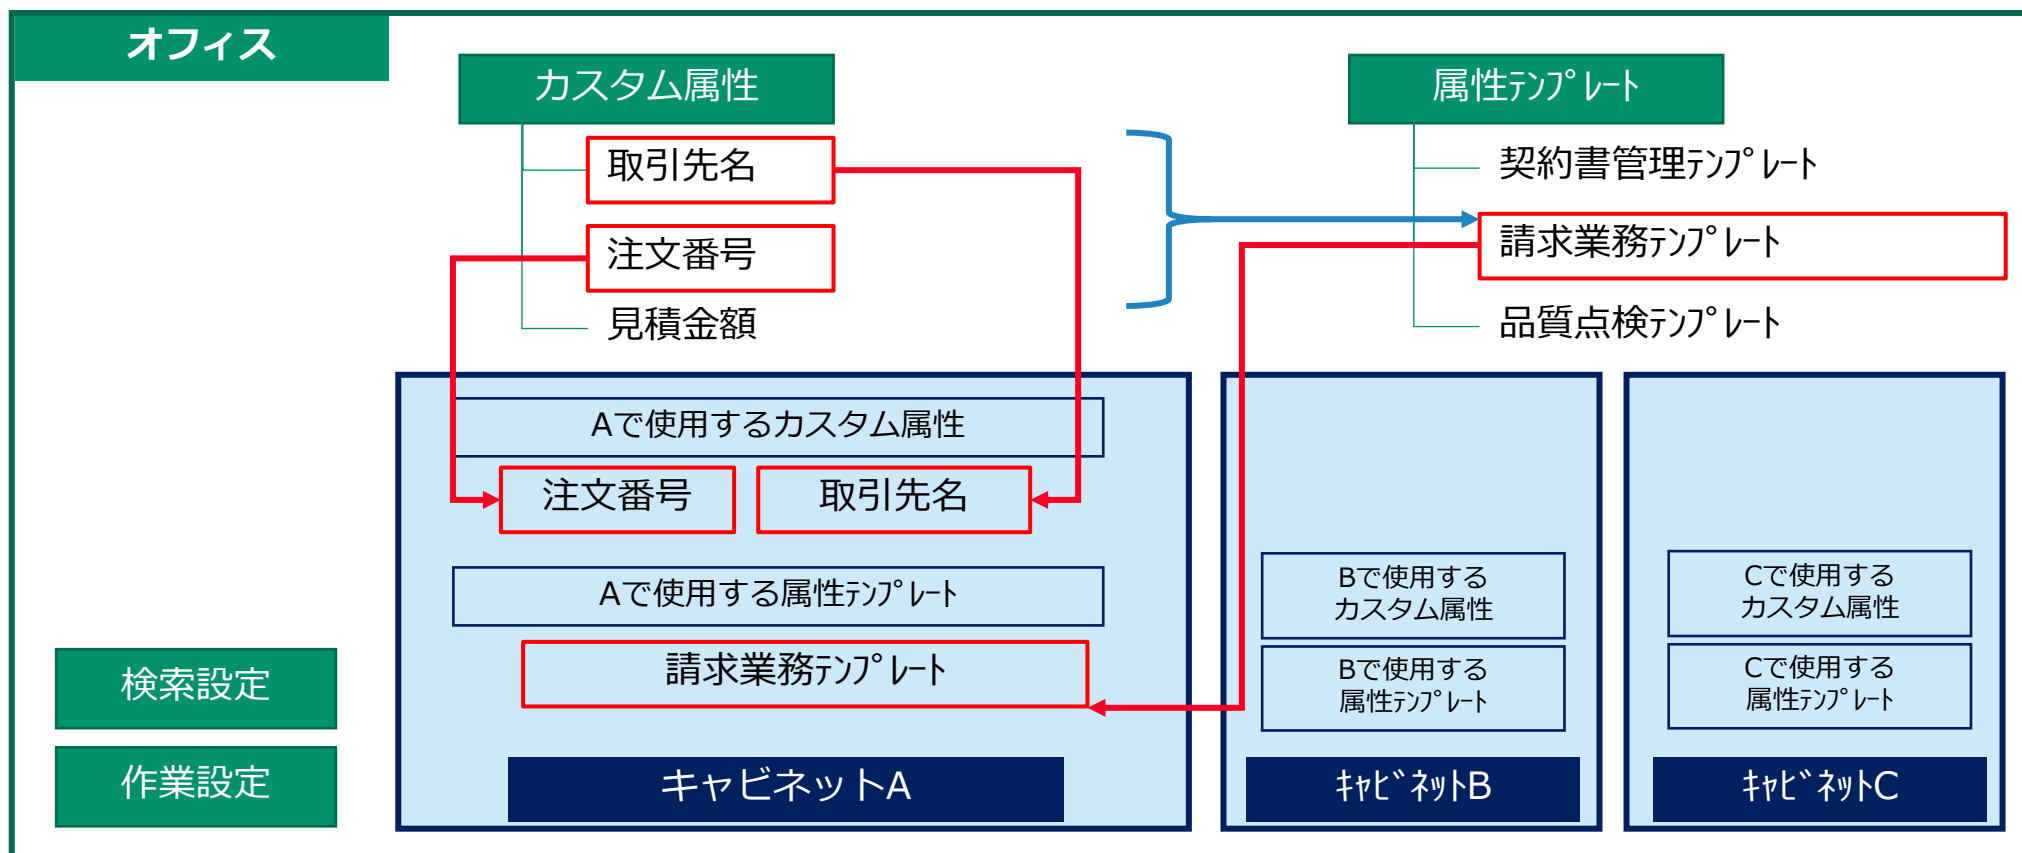 オフィス
カスタム属性
取引先名
注文番号
見積金額
属性ﾃﾝﾌﾟﾚｰﾄ
契約書管理ﾃﾝﾌﾟﾚｰﾄ
請求業務ﾃﾝﾌﾟﾚｰﾄ
品質点検ﾃﾝﾌﾟﾚｰﾄ
Aで使用するカスタム属性
注文番号
取引先名
Aで使用する属性ﾃﾝﾌﾟﾚｰﾄ
請求業務ﾃﾝﾌﾟﾚｰﾄ
キャビネットA
Bで使用する
カスタム属性
Bで使用する
属性ﾃﾝﾌﾟﾚｰﾄ
ｷｬﾋﾞﾈｯﾄB
Cで使用する
カスタム属性
Cで使用する
属性ﾃﾝﾌﾟﾚｰﾄ
ｷｬﾋﾞﾈｯﾄC
検索設定
作業設定